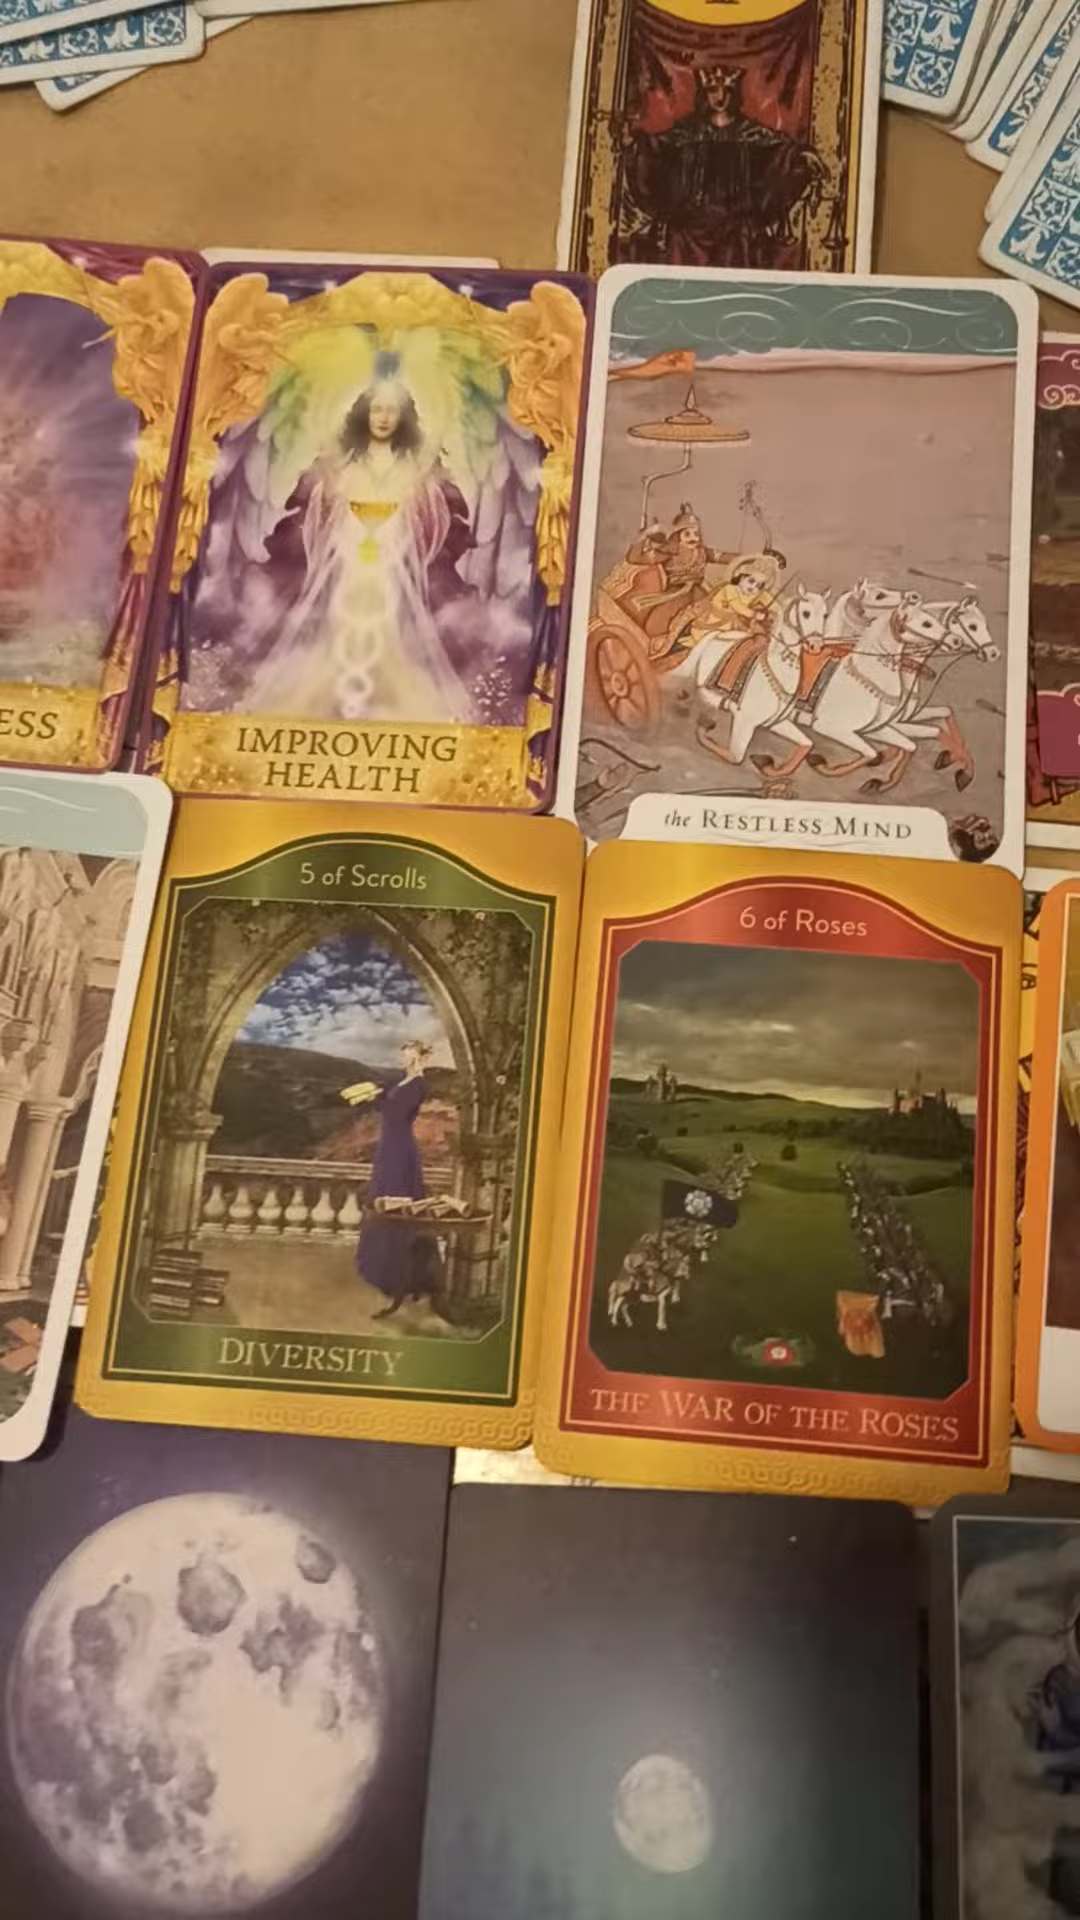 ESS
IMPROVING
HEALTH
the RESTLESS MIND
5 of Scrolls
6 of Roses
DIVERSITY
THE WAR OF THE ROSES